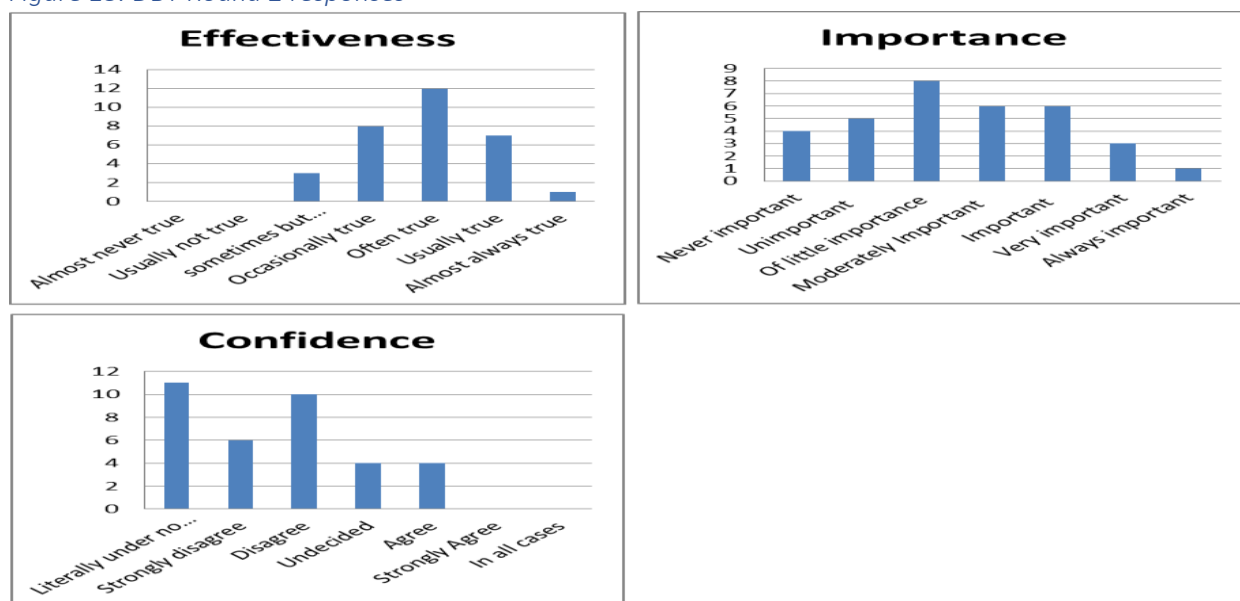 Effectiveness
14
12
10
8
6
4
2
0
Almost never true
Usually not true
sometimes but...
Occasionally true
Often true
Usually true
Almost always true
Importance
9
8
7
6
5
4
3
2
1
0
Never important
Unimportant
Of little importance
Moderately Important
Important
Very important
Always important
Confidence
12
10
8
6
4
2
0
Literally under no...
Strongly disagree
Disagree
Undecided
Agree
Strongly Agree
In all cases